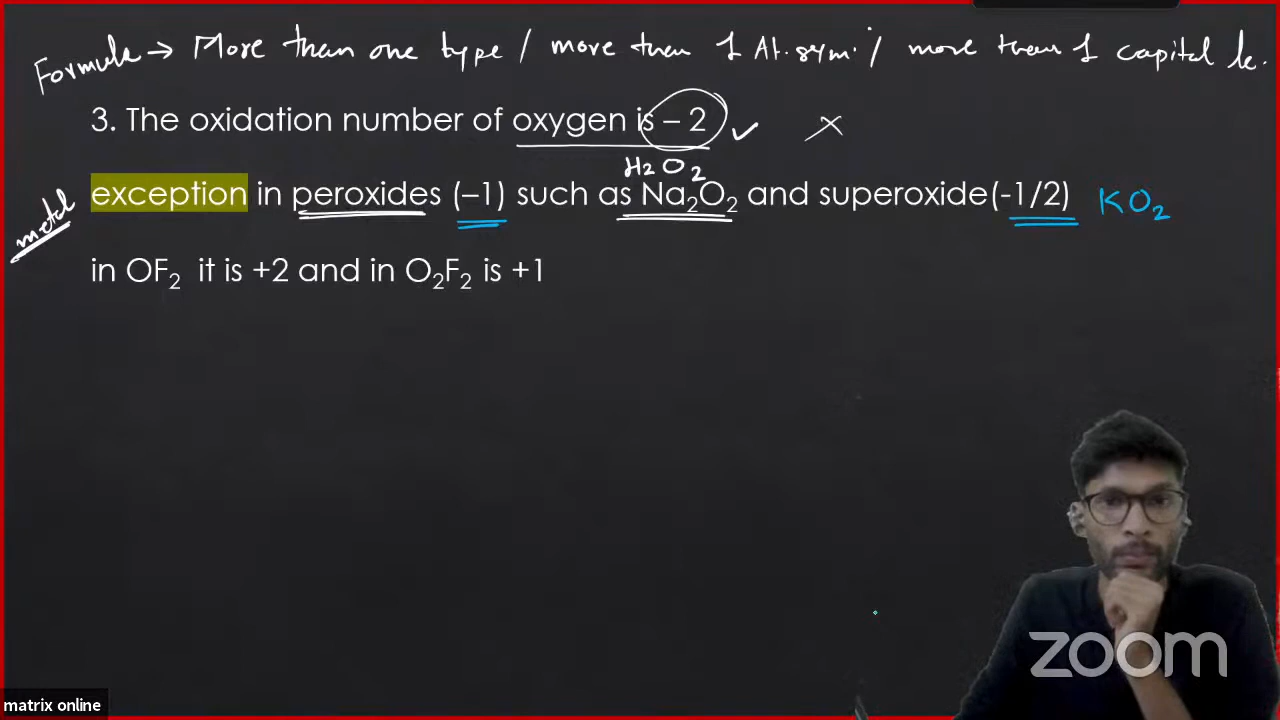 Formula → More than one type / more than 1 At. sym. / more than 1 capital le.
3. The oxidation number of oxygen is – 2 ✓ ×
H2O2
exception in peroxides (–1) such as Na2O2 and superoxide(-1/2) KO2
metal
in OF2 it is +2 and in O2F2 is +1
zoom
matrix online